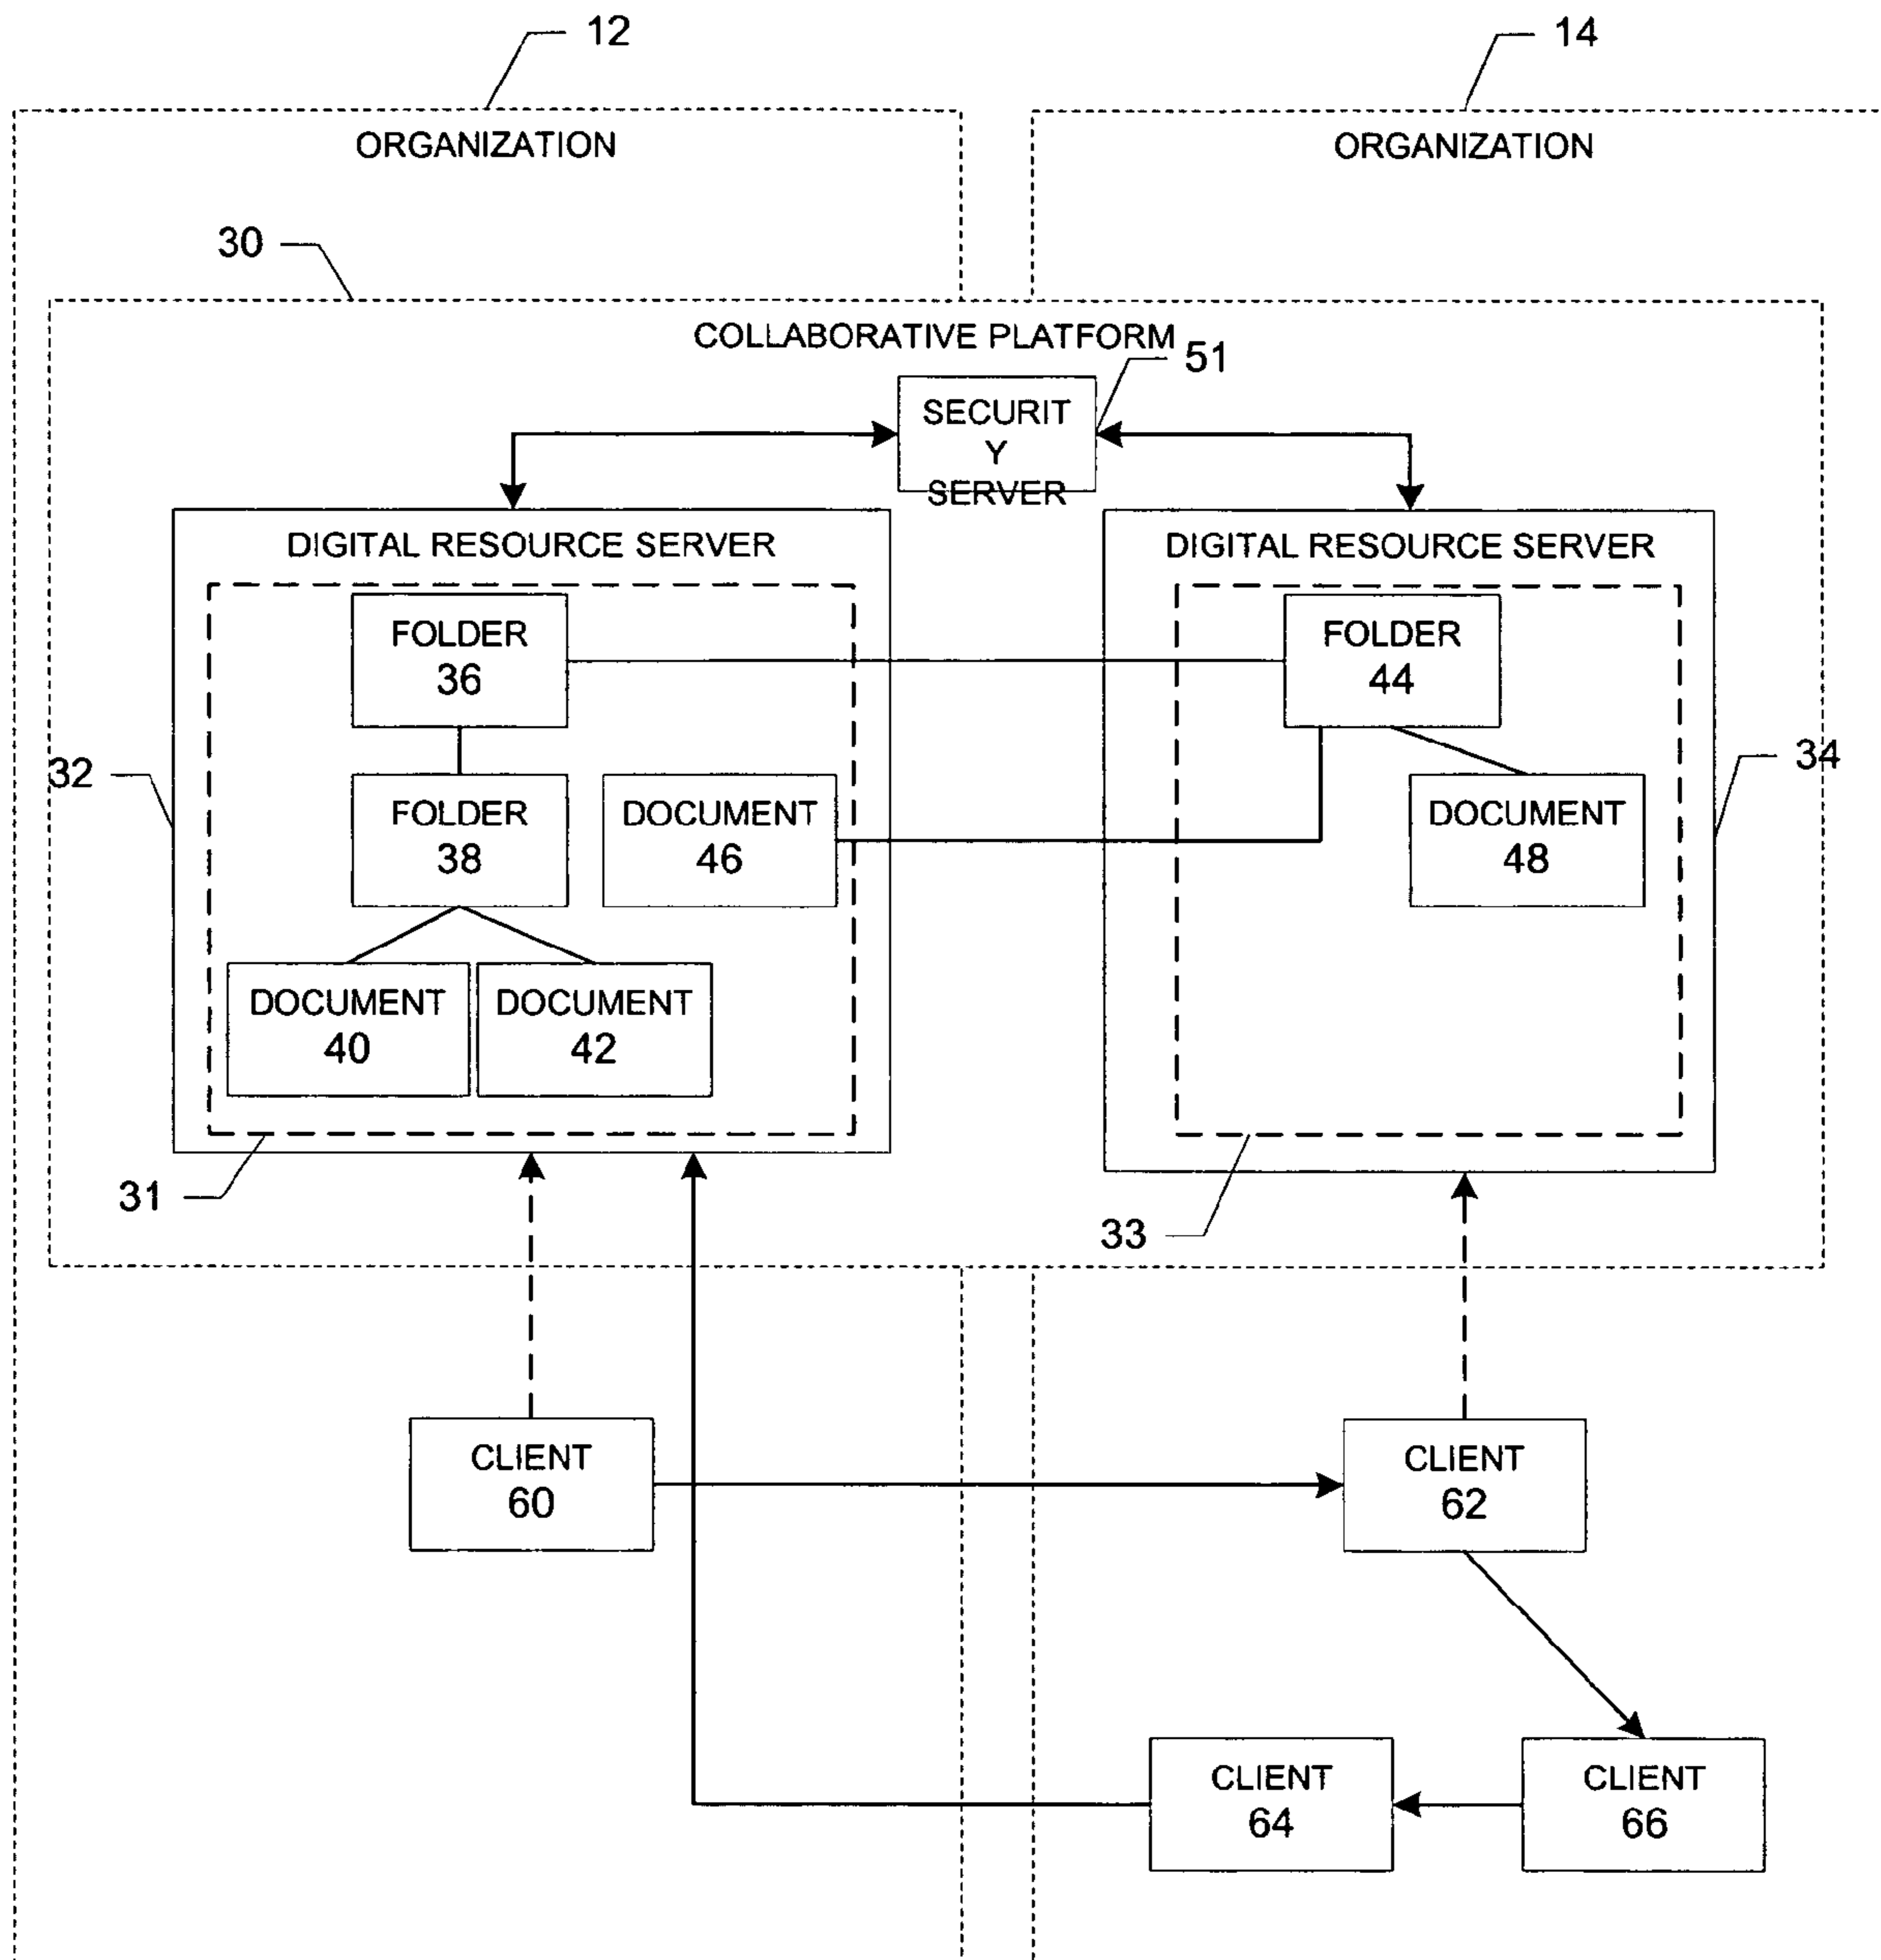 12
14
ORGANIZATION
ORGANIZATION
30
COLLABORATIVE PLATFORM
51
SECURIT
Y
SERVER
DIGITAL RESOURCE SERVER
DIGITAL RESOURCE SERVER
FOLDER
36
FOLDER
44
32
34
FOLDER
38
DOCUMENT
46
DOCUMENT
48
DOCUMENT
40
DOCUMENT
42
31
33
CLIENT
60
CLIENT
62
CLIENT
64
CLIENT
66